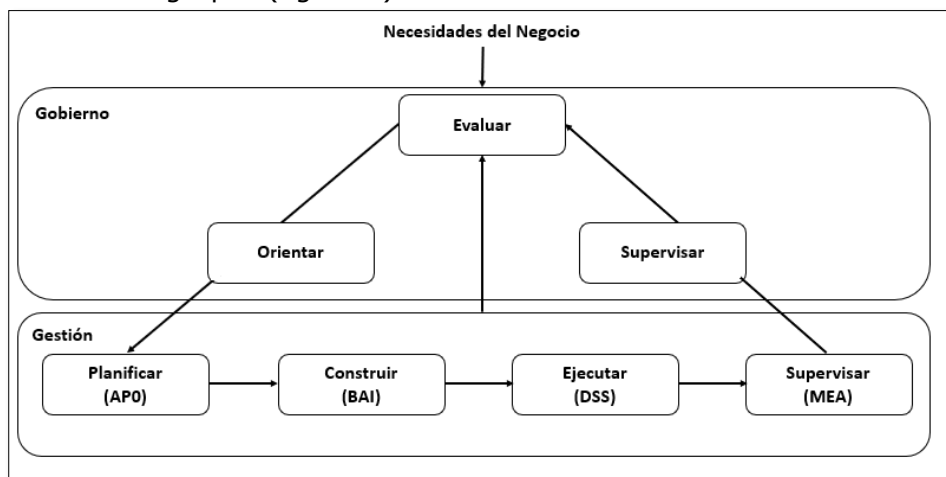 Necesidades del Negocio
Gobierno
Evaluar
Orientar
Supervisar
Gestión
Planificar
(AP0)
Construir
(BAI)
Ejecutar
(DSS)
Supervisar
(MEA)